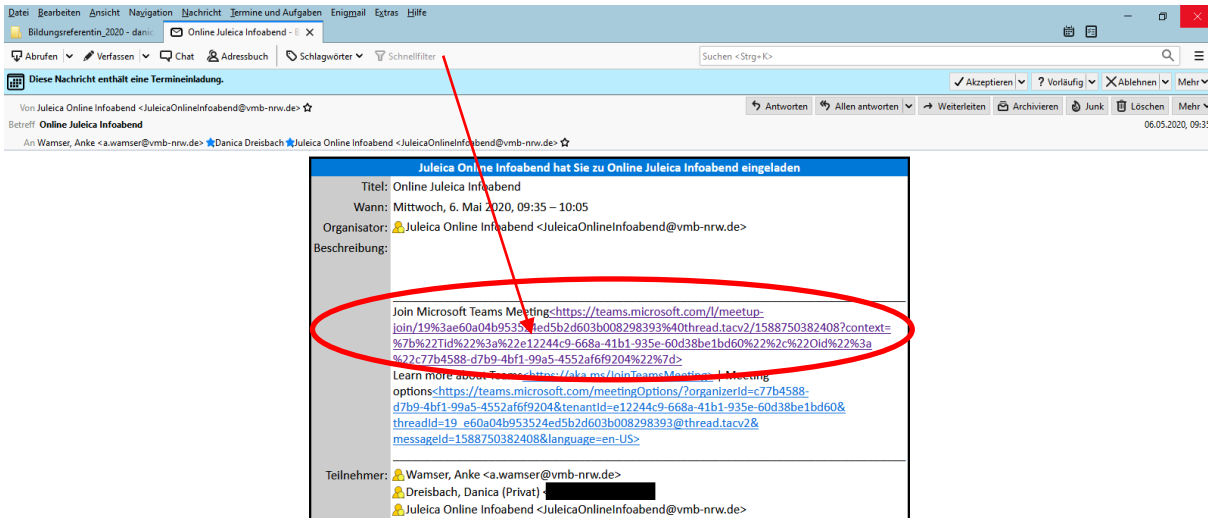 Datei Bearbeiten Ansicht Navigation Nachricht Termine und Aufgaben Enigmail Extras Hilfe
Bildungsreferentin_2020 - danic Online Juleica Infoabend - E
Abrufen Verfassen Chat Adressbuch Schlagwörter Schnellfilter Suchen <Strg+K>
Diese Nachricht enthält eine Termineinladung. Akzeptieren ? Vorläufig Ablehnen Mehr
Von Juleica Online Infoabend <JuleicaOnlineInfoabend@vmb-nrw.de> Antworten Allen antworten Weiterleiten Archivieren Junk Löschen Mehr
Betreff Online Juleica Infoabend 06.05.2020, 09:35
An Wamser, Anke <a.wamser@vmb-nrw.de> Danica Dreisbach Juleica Online Infoabend <JuleicaOnlineInfoabend@vmb-nrw.de>
Juleica Online Infoabend hat Sie zu Online Juleica Infoabend eingeladen
Titel: Online Juleica Infoabend
Wann: Mittwoch, 6. Mai 2020, 09:35 – 10:05
Organisator: Juleica Online Infoabend <JuleicaOnlineInfoabend@vmb-nrw.de>
Beschreibung:
Join Microsoft Teams Meeting<https://teams.microsoft.com/l/meetup-
join/19%3ae60a04b953524ed5b2d603b008298393%40thread.tacv2/1588750382408?context=
%7b%22Tid%22%3a%22e12244c9-668a-41b1-935e-60d38be1bd60%22%2c%22Oid%22%3a
%22c77b4588-d7b9-4bf1-99a5-4552af6f9204%22%7d>
Learn more about Teams<https://aka.ms/JoinTeamsMeeting> | Meeting
options<https://teams.microsoft.com/meetingOptions/?organizerId=c77b4588-
d7b9-4bf1-99a5-4552af6f9204&tenantId=e12244c9-668a-41b1-935e-60d38be1bd60&
threadId=19_e60a04b953524ed5b2d603b008298393@thread.tacv2&
messageId=1588750382408&language=en-US>
Teilnehmer: Wamser, Anke <a.wamser@vmb-nrw.de>
Dreisbach, Danica (Privat) <
Juleica Online Infoabend <JuleicaOnlineInfoabend@vmb-nrw.de>